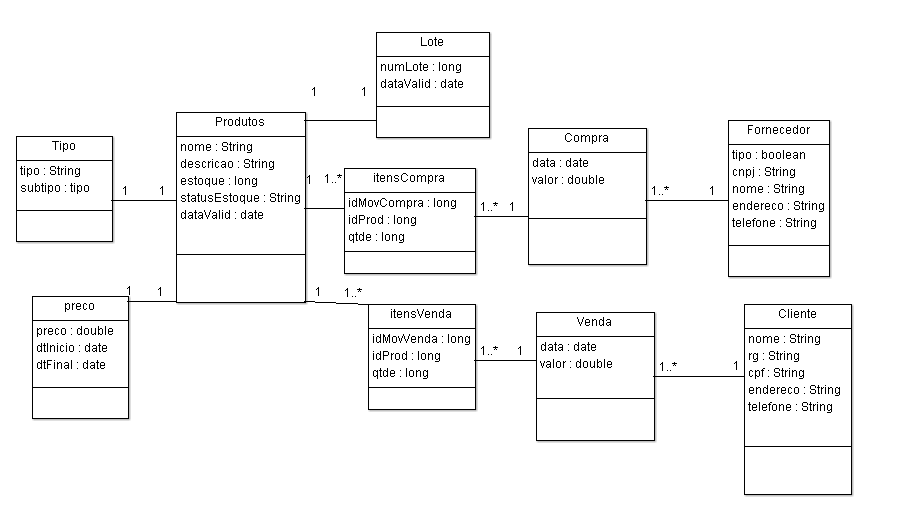 Lote
numLote : long
dataValid : date
1 1
Produtos
nome : String
descricao : String
estoque : long
statusEstoque : String
dataValid : date
Tipo
tipo : String
subtipo : tipo
1 1
1 1..*
itensCompra
idMovCompra : long
idProd : long
qtde : long
1..* 1
Compra
data : date
valor : double
1..* 1
Fornecedor
tipo : boolean
cnpj : String
nome : String
endereco : String
telefone : String
1 1
preco
preco : double
dtInicio : date
dtFinal : date
1 1..*
itensVenda
idMovVenda : long
idProd : long
qtde : long
1..* 1
Venda
data : date
valor : double
1..* 1
Cliente
nome : String
rg : String
cpf : String
endereco : String
telefone : String